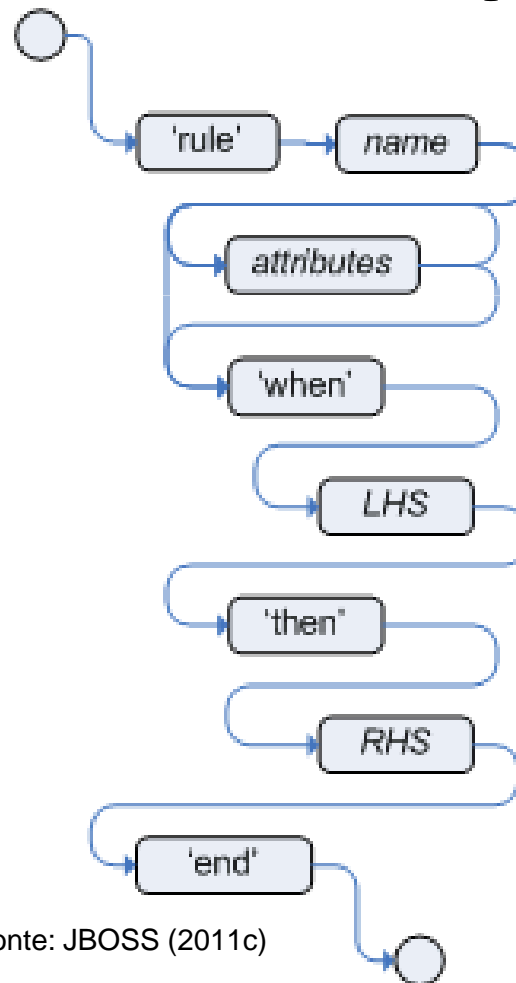 'rule' name
attributes
'when'
LHS
'then'
RHS
'end'
onte: JBOSS (2011c)